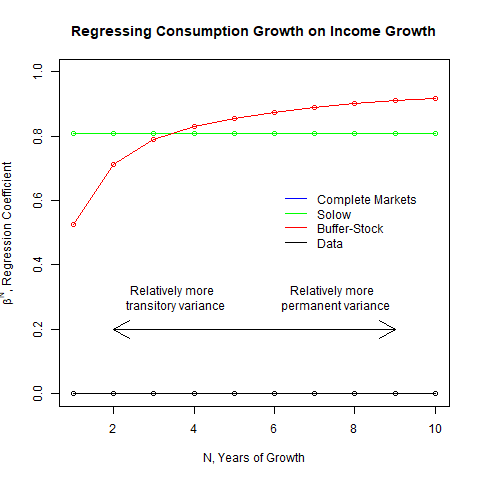 Regressing Consumption Growth on Income Growth
1.0
0.8
0.6
0.4
0.2
0.0
β^N, Regression Coefficient
Complete Markets
Solow
Buffer-Stock
Data
Relatively more
transitory variance
Relatively more
permanent variance
2 4 6 8 10
N, Years of Growth